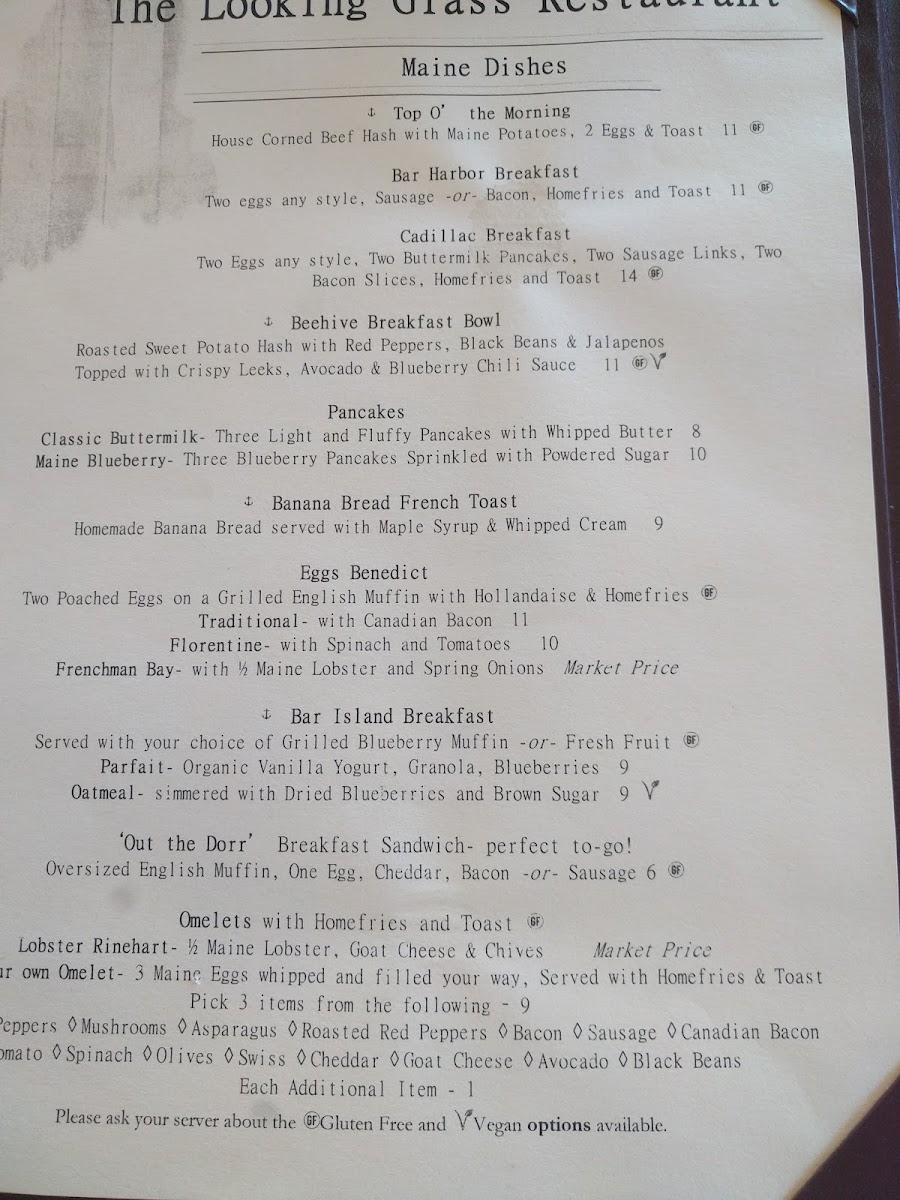 The Looking Glass Restaurant
Maine Dishes
⚓ Top O' the Morning
House Corned Beef Hash with Maine Potatoes, 2 Eggs & Toast 11 GF
Bar Harbor Breakfast
Two eggs any style, Sausage -or- Bacon, Homefries and Toast 11 GF
Cadillac Breakfast
Two Eggs any style, Two Buttermilk Pancakes, Two Sausage Links, Two
Bacon Slices, Homefries and Toast 14 GF
⚓ Beehive Breakfast Bowl
Roasted Sweet Potato Hash with Red Peppers, Black Beans & Jalapenos
Topped with Crispy Leeks, Avocado & Blueberry Chili Sauce 11 GF V
Pancakes
Classic Buttermilk- Three Light and Fluffy Pancakes with Whipped Butter 8
Maine Blueberry- Three Blueberry Pancakes Sprinkled with Powdered Sugar 10
⚓ Banana Bread French Toast
Homemade Banana Bread served with Maple Syrup & Whipped Cream 9
Eggs Benedict
Two Poached Eggs on a Grilled English Muffin with Hollandaise & Homefries GF
Traditional- with Canadian Bacon 11
Florentine- with Spinach and Tomatoes 10
Frenchman Bay- with ½ Maine Lobster and Spring Onions Market Price
⚓ Bar Island Breakfast
Served with your choice of Grilled Blueberry Muffin -or- Fresh Fruit GF
Parfait- Organic Vanilla Yogurt, Granola, Blueberries 9
Oatmeal- simmered with Dried Blueberries and Brown Sugar 9 V
'Out the Dorr' Breakfast Sandwich- perfect to-go!
Oversized English Muffin, One Egg, Cheddar, Bacon -or- Sausage 6 GF
Omelets with Homefries and Toast GF
Lobster Rinehart- ½ Maine Lobster, Goat Cheese & Chives Market Price
ur own Omelet- 3 Maine Eggs whipped and filled your way, Served with Homefries & Toast
Pick 3 items from the following - 9
Peppers ◊Mushrooms ◊Asparagus ◊Roasted Red Peppers ◊Bacon ◊Sausage ◊Canadian Bacon
omato ◊Spinach ◊Olives ◊Swiss ◊Cheddar ◊Goat Cheese ◊Avocado ◊Black Beans
Each Additional Item - 1
Please ask your server about the GF Gluten Free and V Vegan options available.